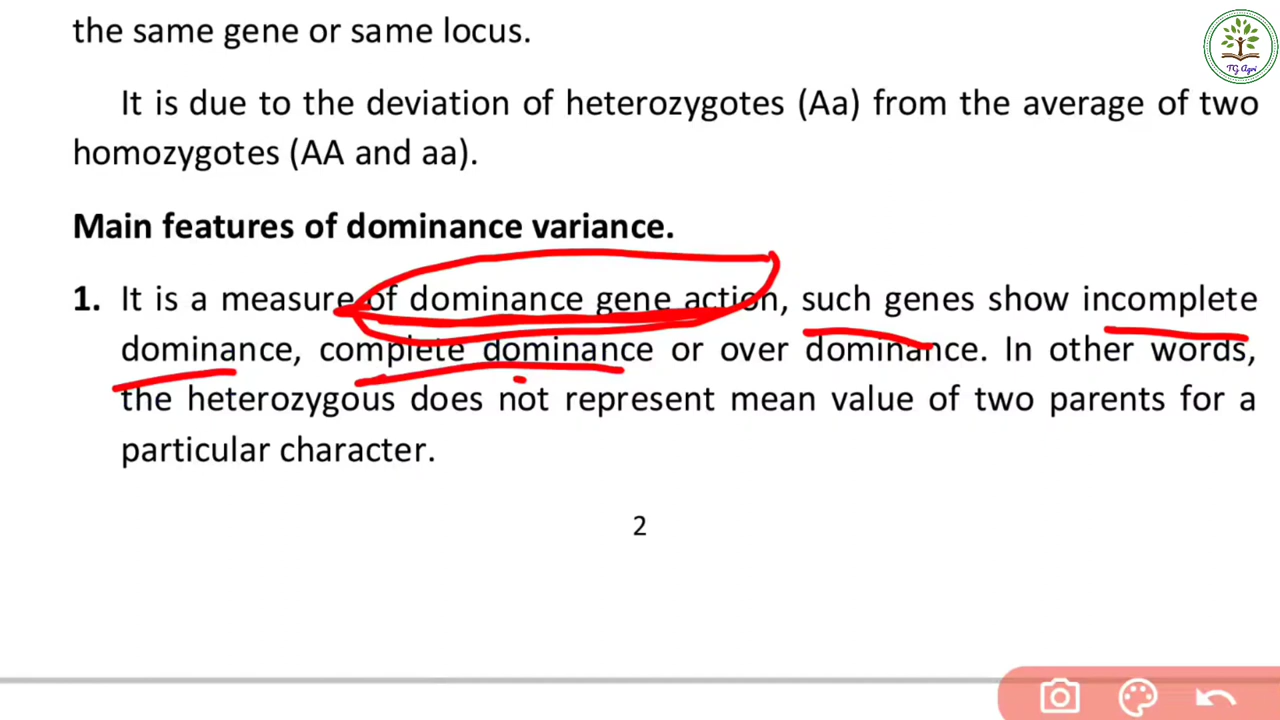 the same gene or same locus.
TG Agri
It is due to the deviation of heterozygotes (Aa) from the average of two
homozygotes (AA and aa).
Main features of dominance variance.
1. It is a measure of dominance gene action, such genes show incomplete
dominance, complete dominance or over dominance. In other words,
the heterozygous does not represent mean value of two parents for a
particular character.
2